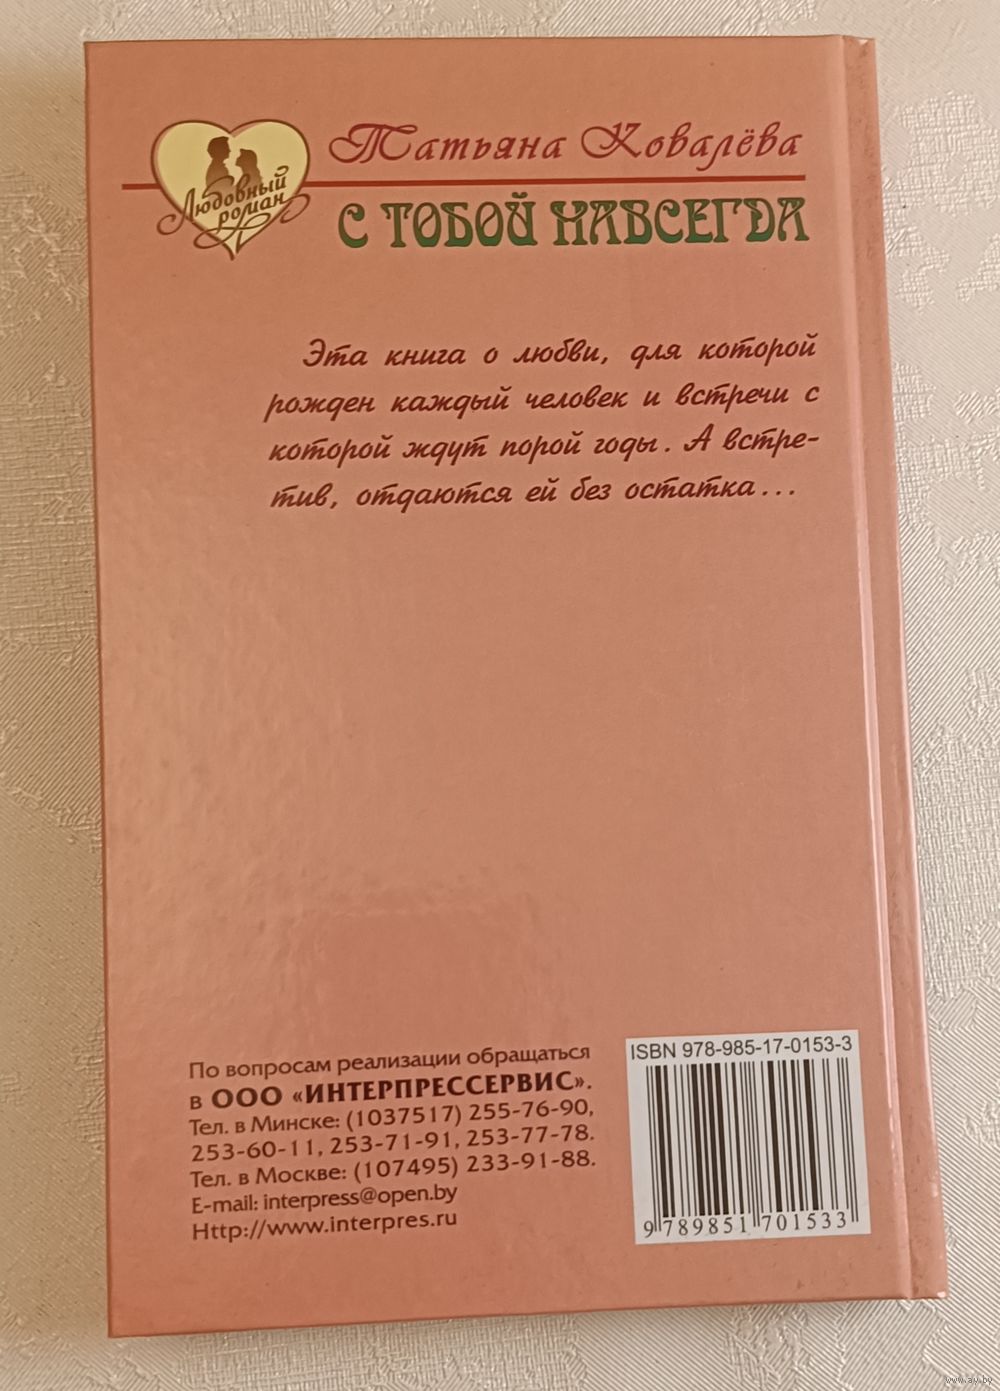 Татьяна Ковалёва
Любовный
роман
С ТОБОЙ НАВСЕГДА
Эта книга о любви, для которой
рожден каждый человек и встречи с
которой ждут порой годы. А встре-
тив, отдаются ей без остатка...
По вопросам реализации обращаться
в ООО «ИНТЕРПРЕССЕРВИС».
Тел. в Минске: (1037517) 255-76-90,
253-60-11, 253-71-91, 253-77-78.
Тел. в Москве: (107495) 233-91-88.
E-mail: interpress@open.by
Http://www.interpres.ru
ISBN 978-985-17-0153-3
9 789851 701533
www.ay.by